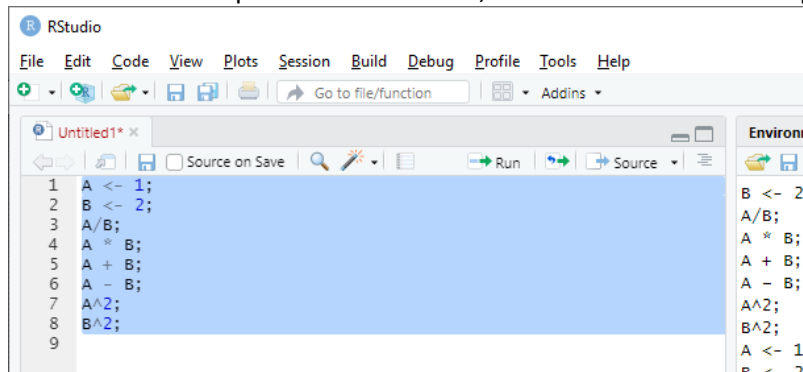 RStudio
File Edit Code View Plots Session Build Debug Profile Tools Help
Go to file/function Addins
Untitled1* Environ
Source on Save Run Source
1 A <- 1;
2 B <- 2;
3 A/B;
4 A * B;
5 A + B;
6 A - B;
7 A^2;
8 B^2;
9
B <- 2
A/B;
A * B;
A + B;
A - B;
A^2;
B^2;
A <- 1